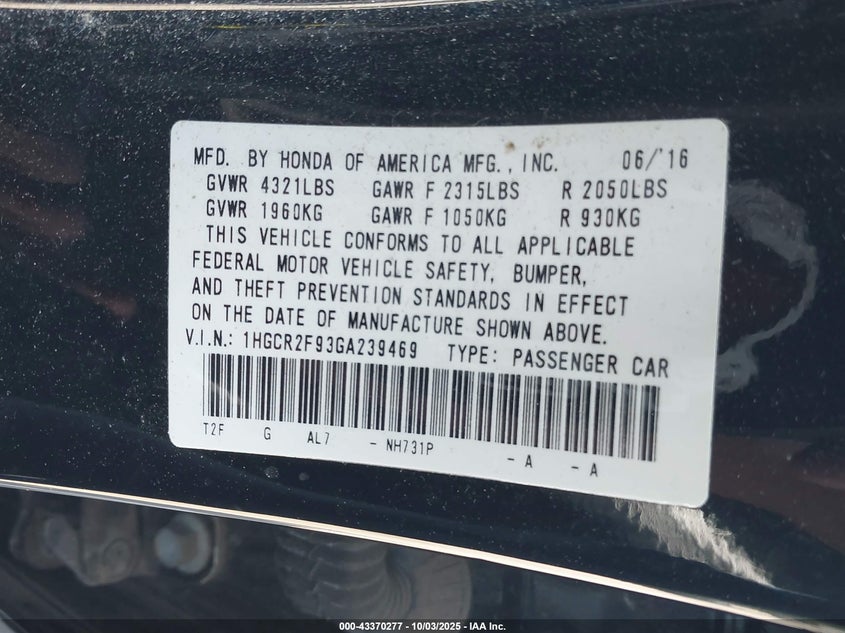 MFD. BY HONDA OF AMERICA MFG., INC. 06/'16
GVWR 4321LBS GAWR F 2315LBS R 2050LBS
GVWR 1960KG GAWR F 1050KG R 930KG
THIS VEHICLE CONFORMS TO ALL APPLICABLE
FEDERAL MOTOR VEHICLE SAFETY, BUMPER,
AND THEFT PREVENTION STANDARDS IN EFFECT
ON THE DATE OF MANUFACTURE SHOWN ABOVE.
V.I.N.: 1HGCR2F93GA239469 TYPE: PASSENGER CAR
T2F G AL7 - NH731P - A - A
000-43370277 - 10/03/2025 - IAA Inc.